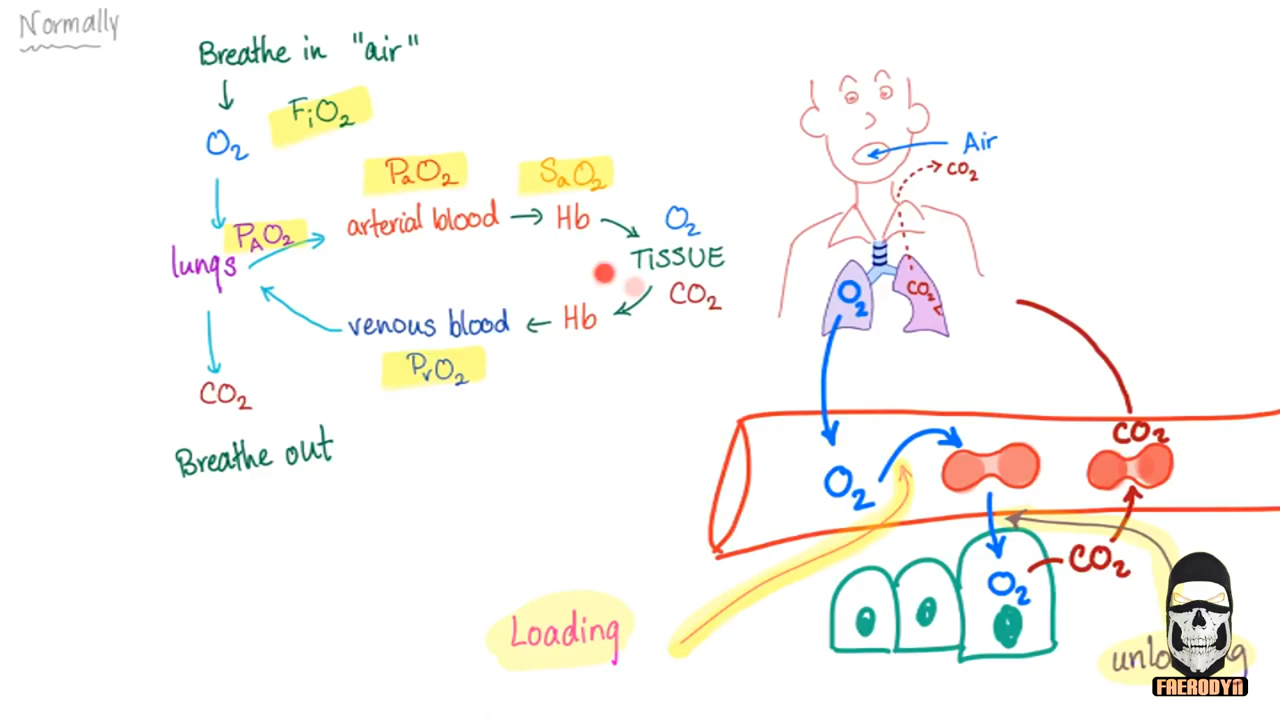 Normally
Breathe in "air"
FiO2
O2
PaO2
SaO2
PAO2
arterial blood → Hb
O2
TISSUE
CO2
lungs
venous blood ← Hb
PvO2
CO2
Breathe out
Air
CO2
O2
CO2
O2
CO2
O2
CO2
Loading
FAERODYN